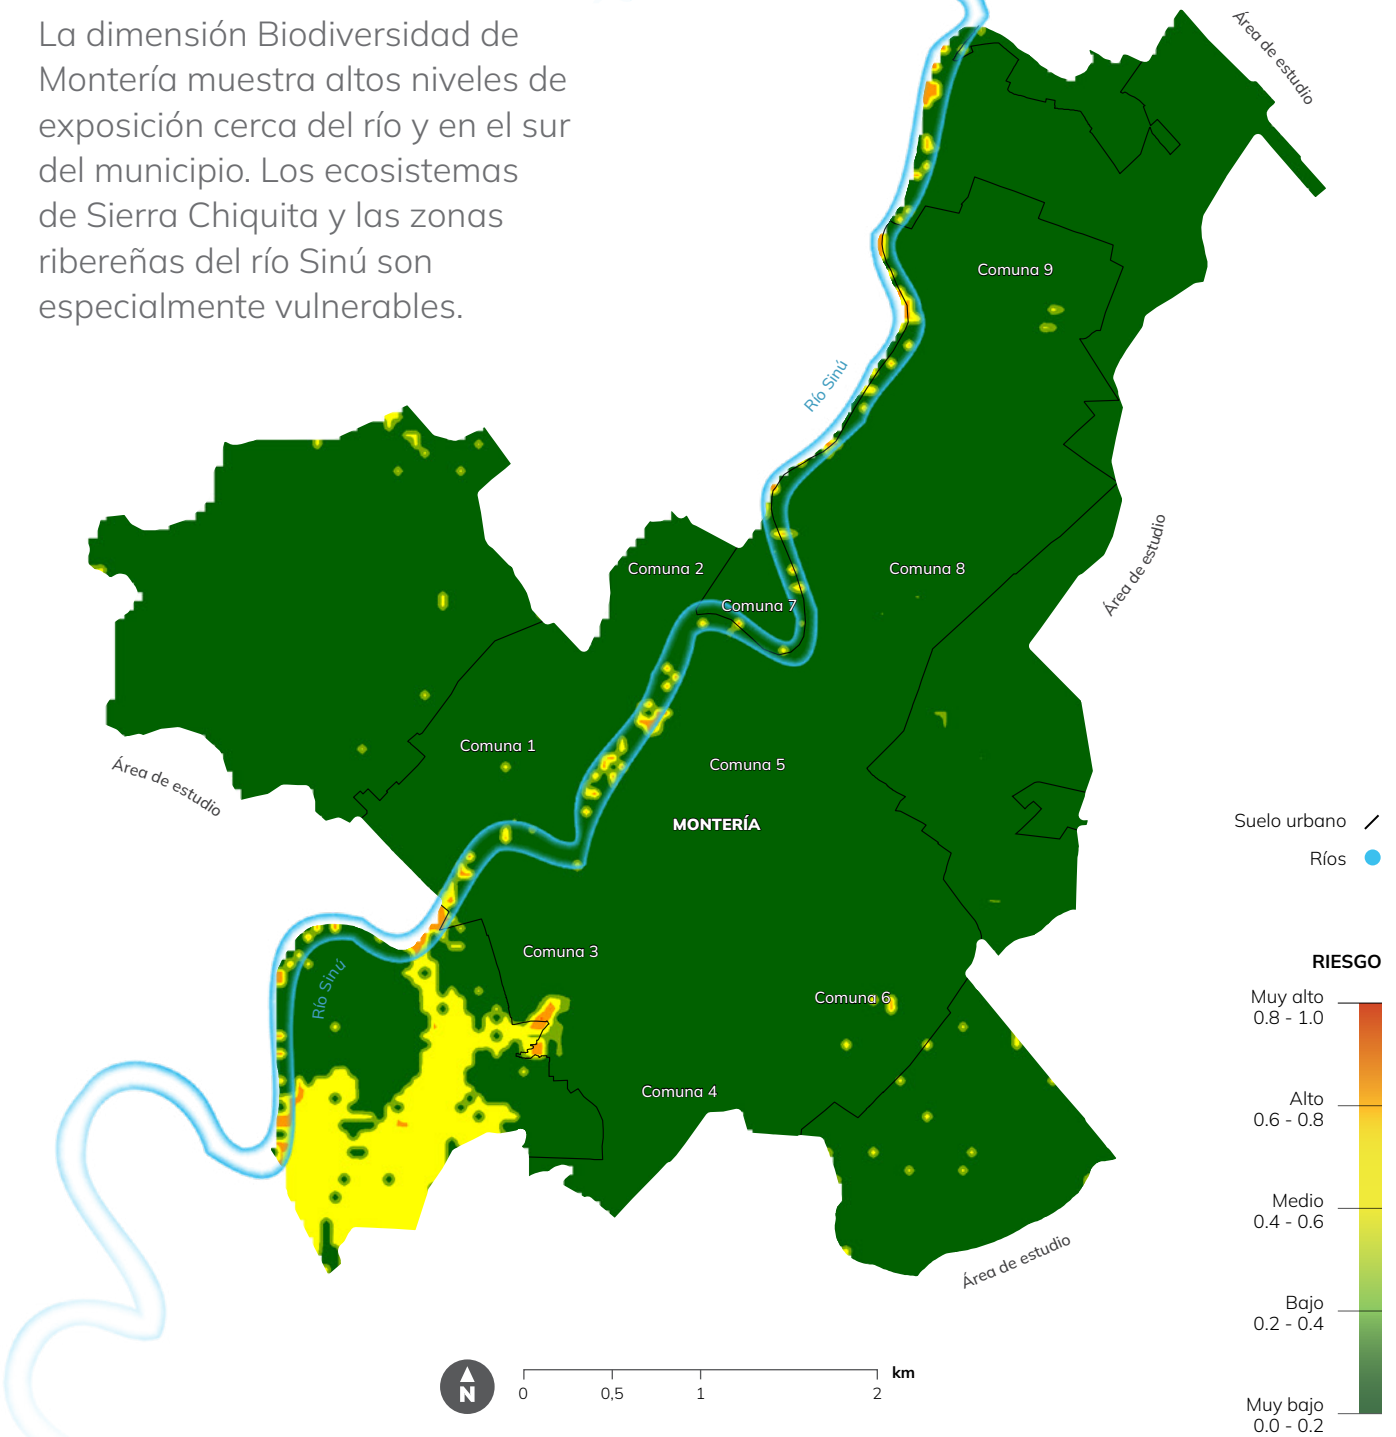 La dimensión Biodiversidad de
Montería muestra altos niveles de
exposición cerca del río y en el sur
del municipio. Los ecosistemas
de Sierra Chiquita y las zonas
ribereñas del río Sinú son
especialmente vulnerables.
Área de estudio
Comuna 9
Río Sinú
Área de estudio
Comuna 2
Comuna 8
Comuna 7
Comuna 1
Comuna 5
Área de estudio
MONTERÍA
Suelo urbano
Ríos
Comuna 3
Río Sinú
Comuna 6
Comuna 4
Área de estudio
RIESGO
Muy alto
0.8 - 1.0
Alto
0.6 - 0.8
Medio
0.4 - 0.6
Bajo
0.2 - 0.4
Muy bajo
0.0 - 0.2
N
km
0 0,5 1 2